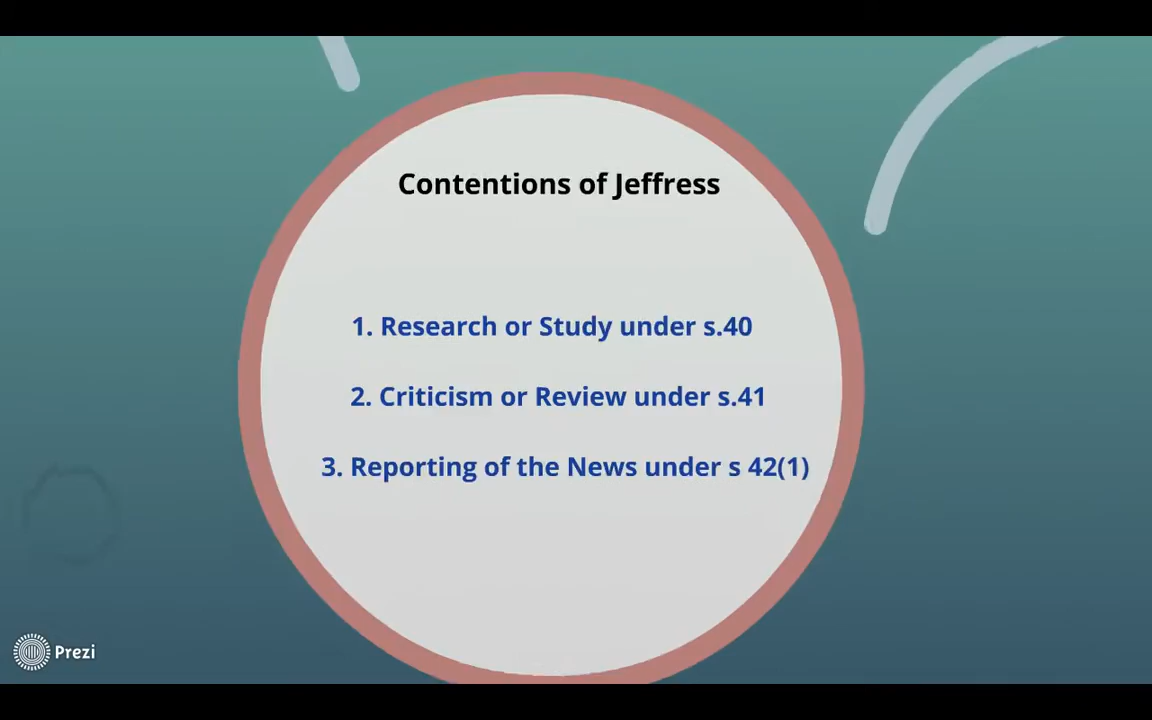 Contentions of Jeffress
1. Research or Study under s.40
2. Criticism or Review under s.41
3. Reporting of the News under s 42(1)
Prezi